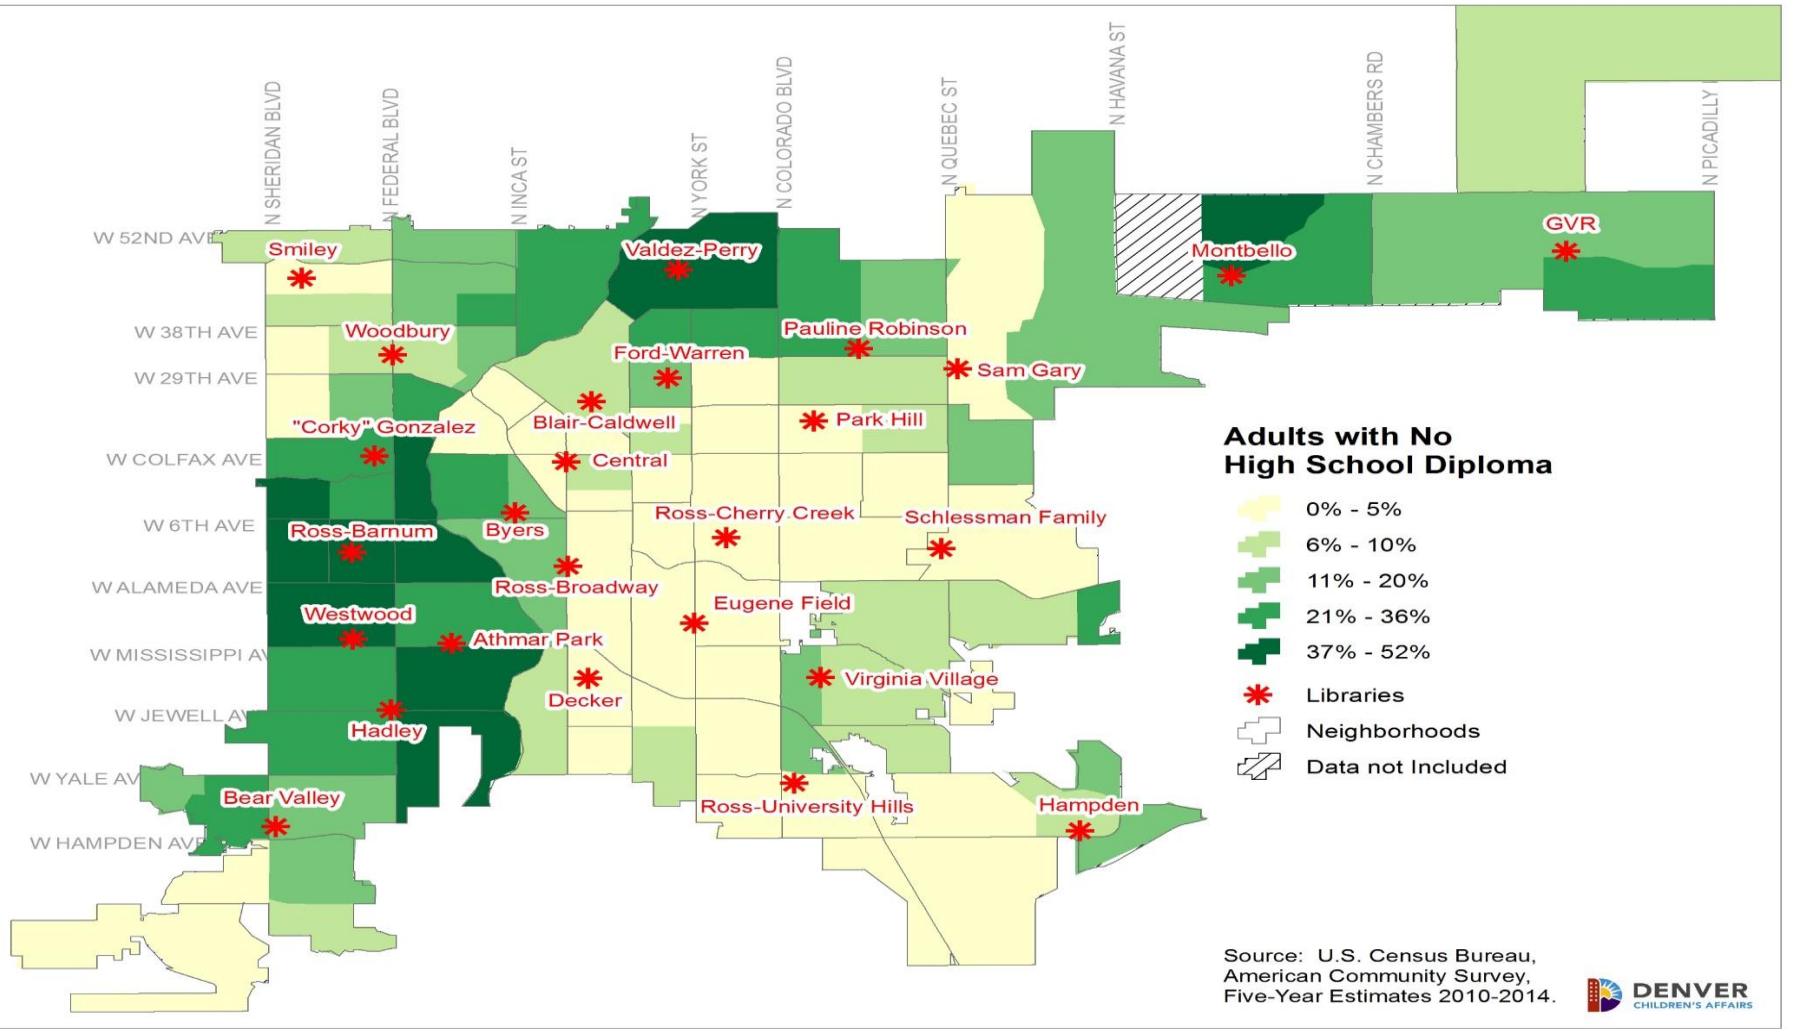 N SHERIDAN BLVD
N FEDERAL BLVD
N INCA ST
N YORK ST
N COLORADO BLVD
N QUEBEC ST
N HAVANA ST
N CHAMBERS RD
N PICADILLY
W 52ND AVE
W 38TH AVE
W 29TH AVE
W COLFAX AVE
W 6TH AVE
W ALAMEDA AVE
W MISSISSIPPI AV
W JEWELL AV
W YALE AV
W HAMPDEN AVE
Smiley
Valdez-Perry
Montbello
GVR
Woodbury
Pauline Robinson
Ford-Warren
Sam Gary
"Corky" Gonzalez
Blair-Caldwell
Park Hill
Central
Ross-Barnum
Byers
Ross-Cherry Creek
Schlessman Family
Ross-Broadway
Westwood
Eugene Field
Athmar Park
Decker
Virginia Village
Hadley
Bear Valley
Ross-University Hills
Hampden
Adults with No
High School Diploma
0% - 5%
6% - 10%
11% - 20%
21% - 36%
37% - 52%
Libraries
Neighborhoods
Data not Included
Source: U.S. Census Bureau,
American Community Survey,
Five-Year Estimates 2010-2014.
DENVER
CHILDREN'S AFFAIRS